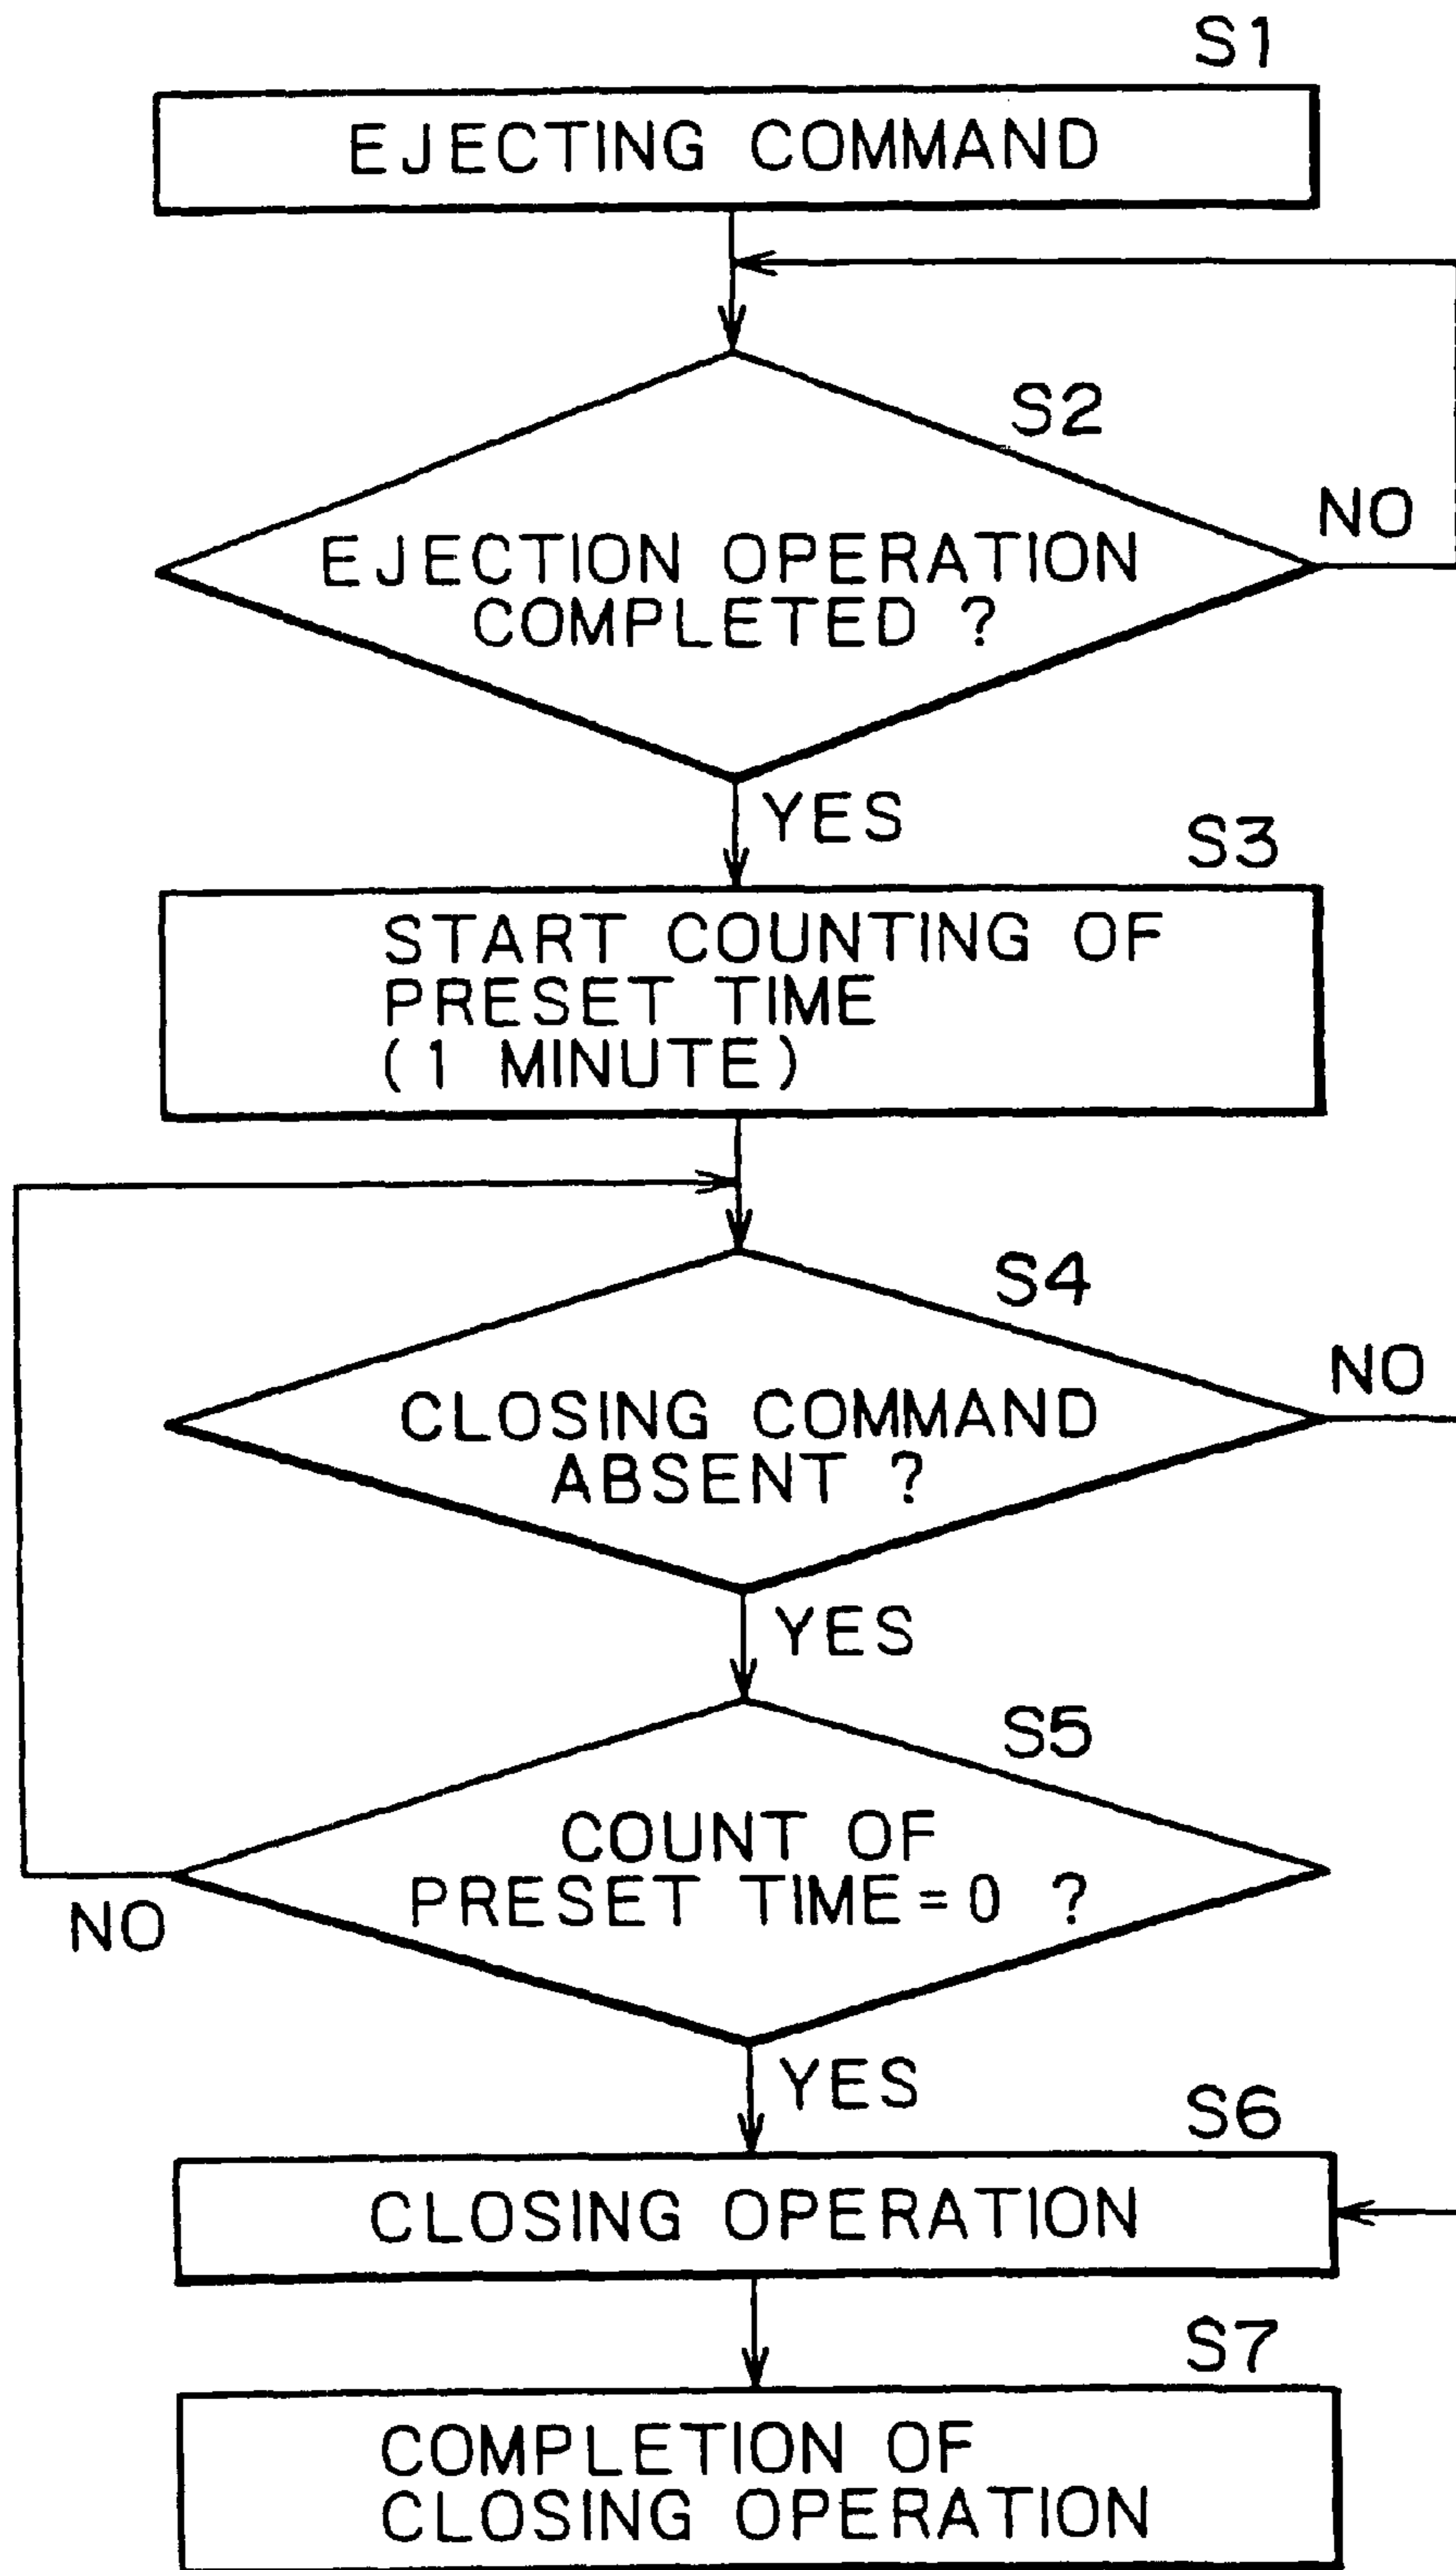 S1
EJECTING COMMAND
S2
NO
EJECTION OPERATION
COMPLETED ?
YES
S3
START COUNTING OF
PRESET TIME
(1 MINUTE)
S4
NO
CLOSING COMMAND
ABSENT ?
YES
S5
COUNT OF
PRESET TIME = 0 ?
NO
YES
S6
CLOSING OPERATION
S7
COMPLETION OF
CLOSING OPERATION